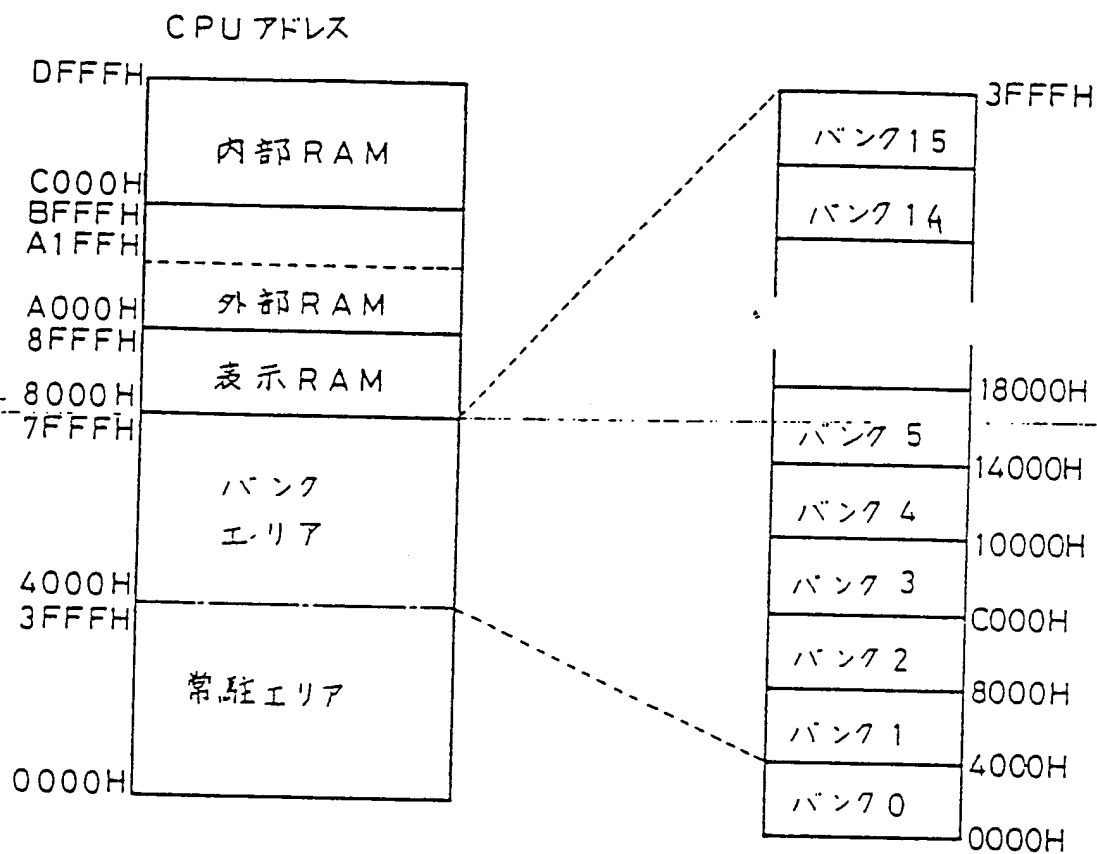 CPUアドレス
DFFFH
内部RAM
C000H
BFFFH
A1FFH
A000H
外部RAM
8FFFH
表示RAM
8000H
7FFFH
バンク
エリア
4000H
3FFFH
常駐エリア
0000H
3FFFH
バンク15
バンク14
18000H
バンク5
14000H
バンク4
10000H
バンク3
C000H
バンク2
8000H
バンク1
4000H
バンク0
0000H